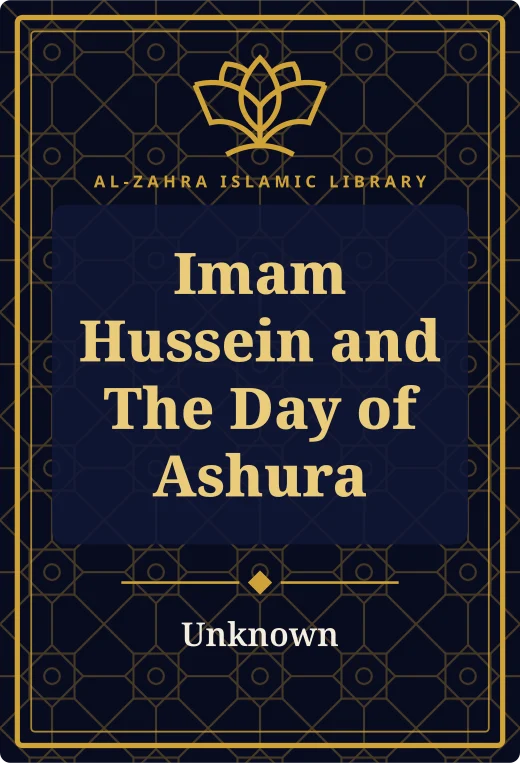 AL-ZAHRA ISLAMIC LIBRARY
Imam
Hussein and
The Day of
Ashura
Unknown